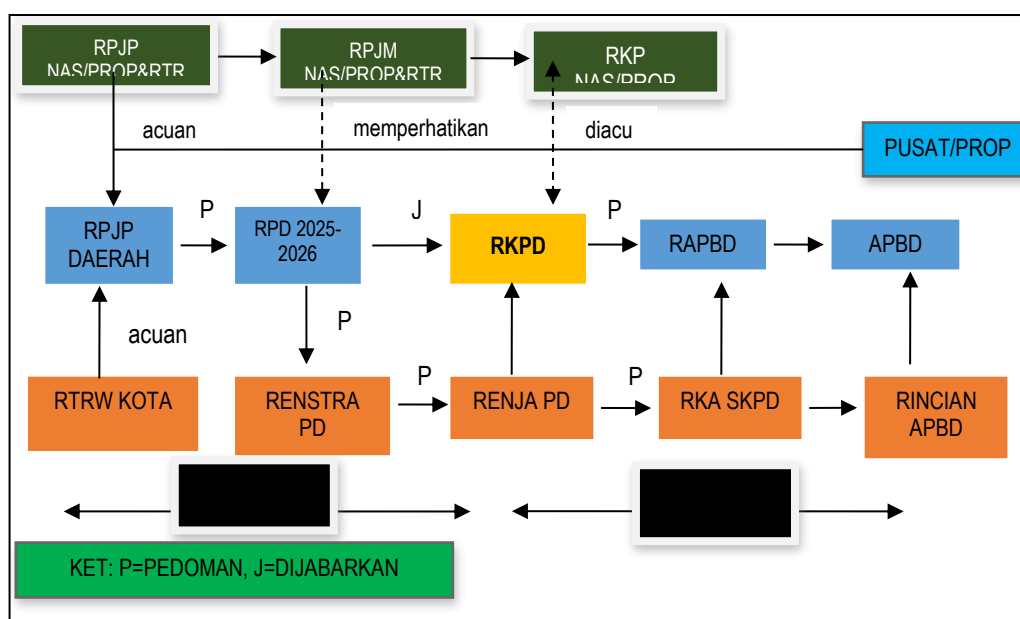 RPJP
NAS/PROP&RTR
RPJM
NAS/PROP&RTR
RKP
NAS/PROP
acuan
memperhatikan
diacu
PUSAT/PROP
P
J
P
RPJP
DAERAH
RPD 2025-
2026
RKPD
RAPBD
APBD
acuan
P
P
P
RTRW KOTA
RENSTRA
PD
RENJA PD
RKA SKPD
RINCIAN
APBD
KET: P=PEDOMAN, J=DIJABARKAN